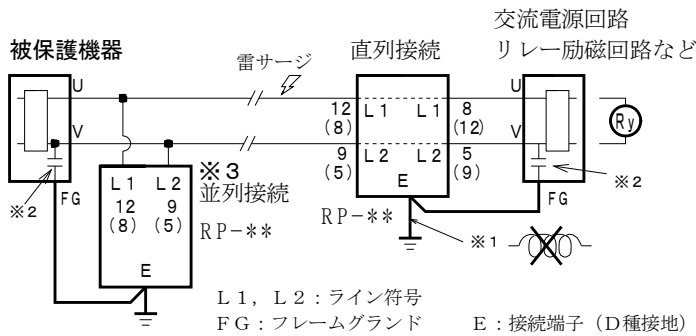 交流電源回路
リレー励磁回路など
被保護機器
雷サージ
直列接続
U
V
※2
FG
L1 L2
12 9
(8) (5)
E
※3
並列接続
RP-**
12
(8)
9
(5)
L1 L1
L2 L2
E
8
(12)
5
(9)
RP-**
※1
U
V
※2
FG
Ry
L1,L2:ライン符号
FG:フレームグランド
E:接続端子(D種接地)